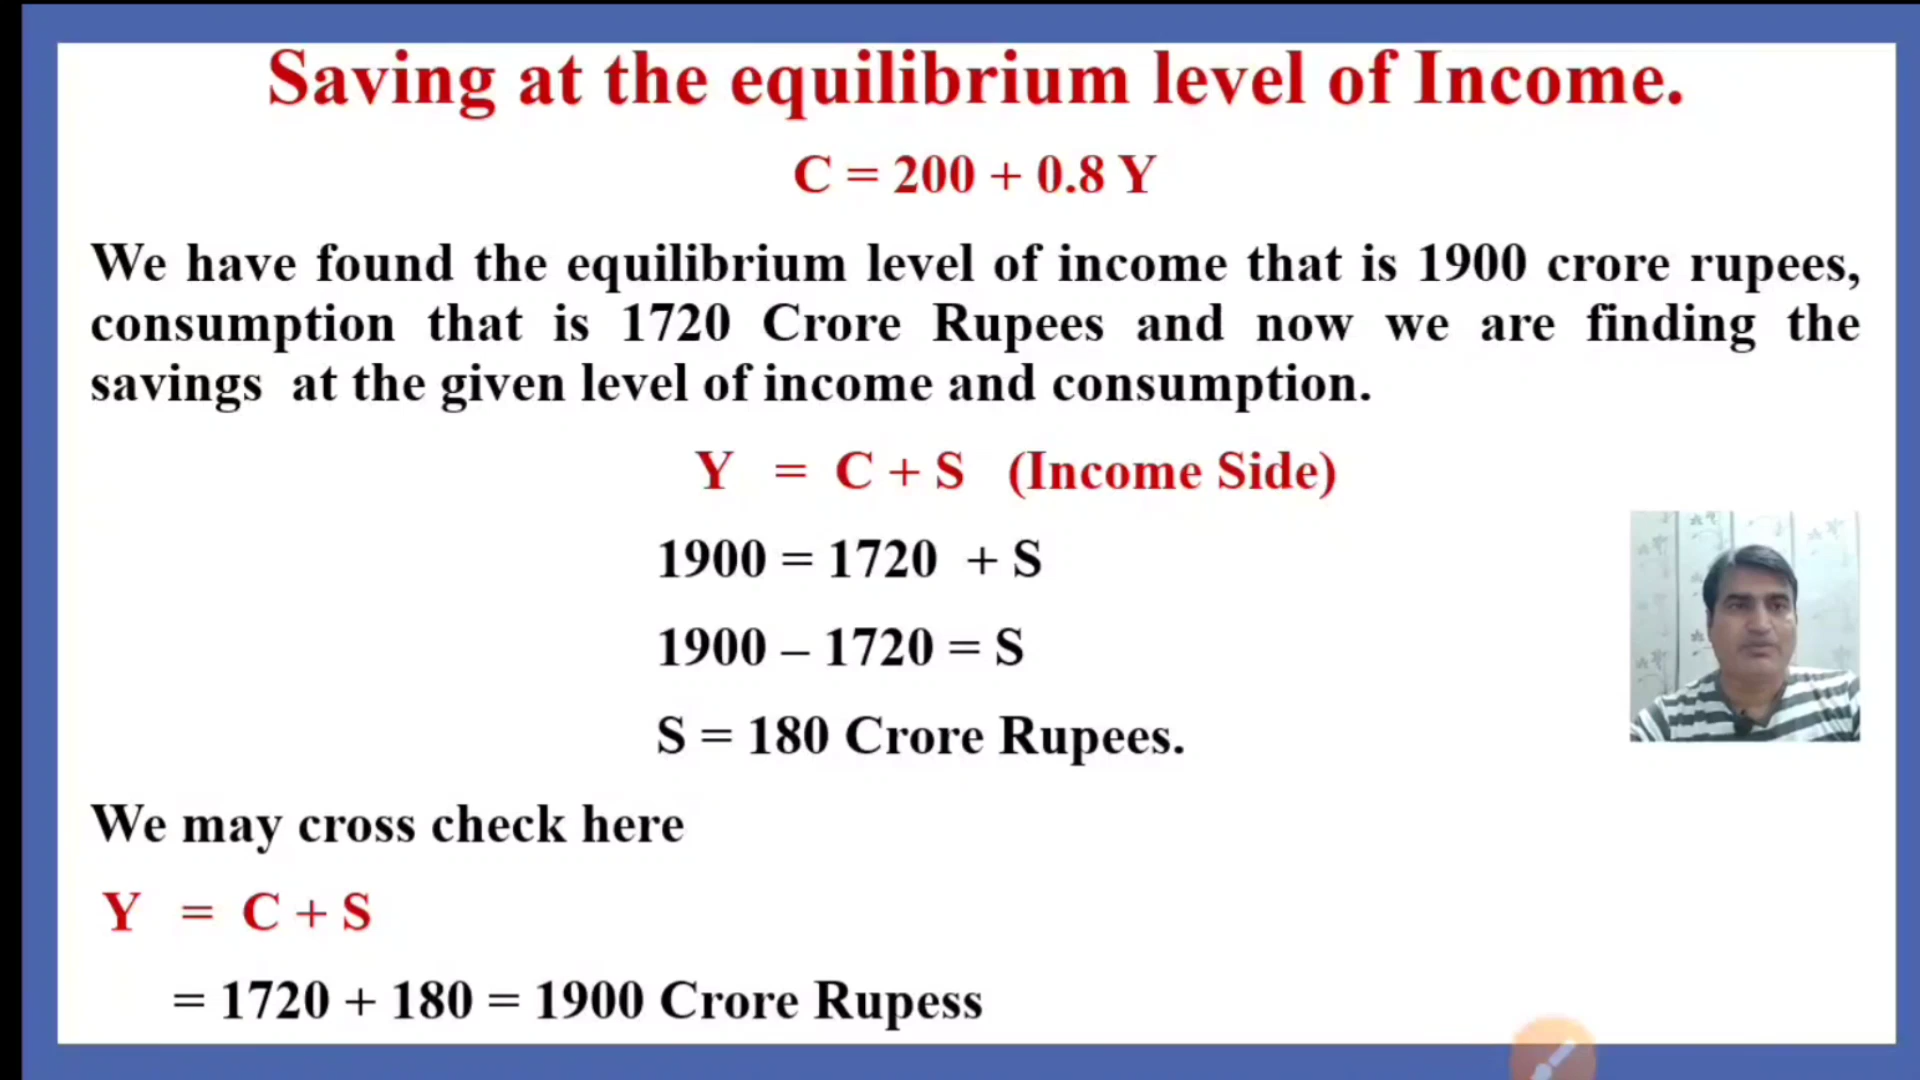 Saving at the equilibrium level of Income.
C = 200 + 0.8 Y
We have found the equilibrium level of income that is 1900 crore rupees,
consumption that is 1720 Crore Rupees and now we are finding the
savings at the given level of income and consumption.
Y = C + S (Income Side)
1900 = 1720 + S
1900 – 1720 = S
S = 180 Crore Rupees.
We may cross check here
Y = C + S
= 1720 + 180 = 1900 Crore Rupess